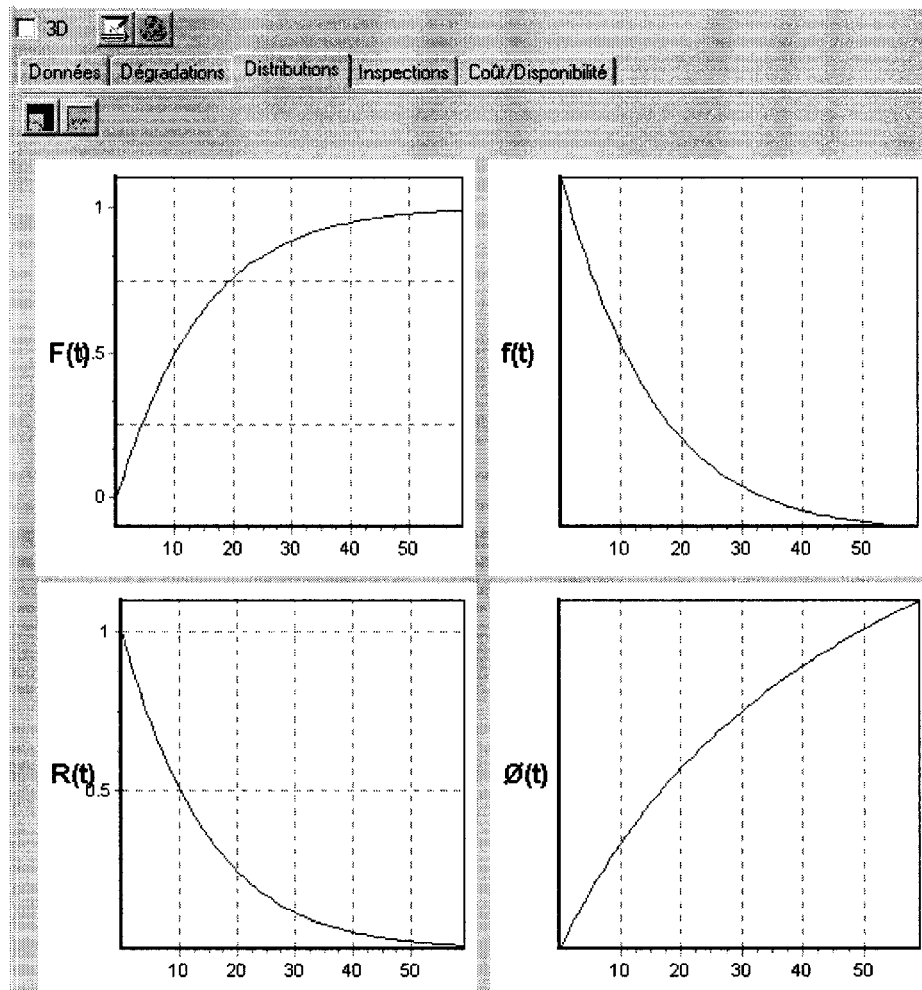 3D
Données Dégradations Distributions Inspections Coût/Disponibilité
1
F(t)
0.5
0
10 20 30 40 50
f(t)
10 20 30 40 50
1
R(t)
0.5
10 20 30 40 50
Ø(t)
10 20 30 40 50